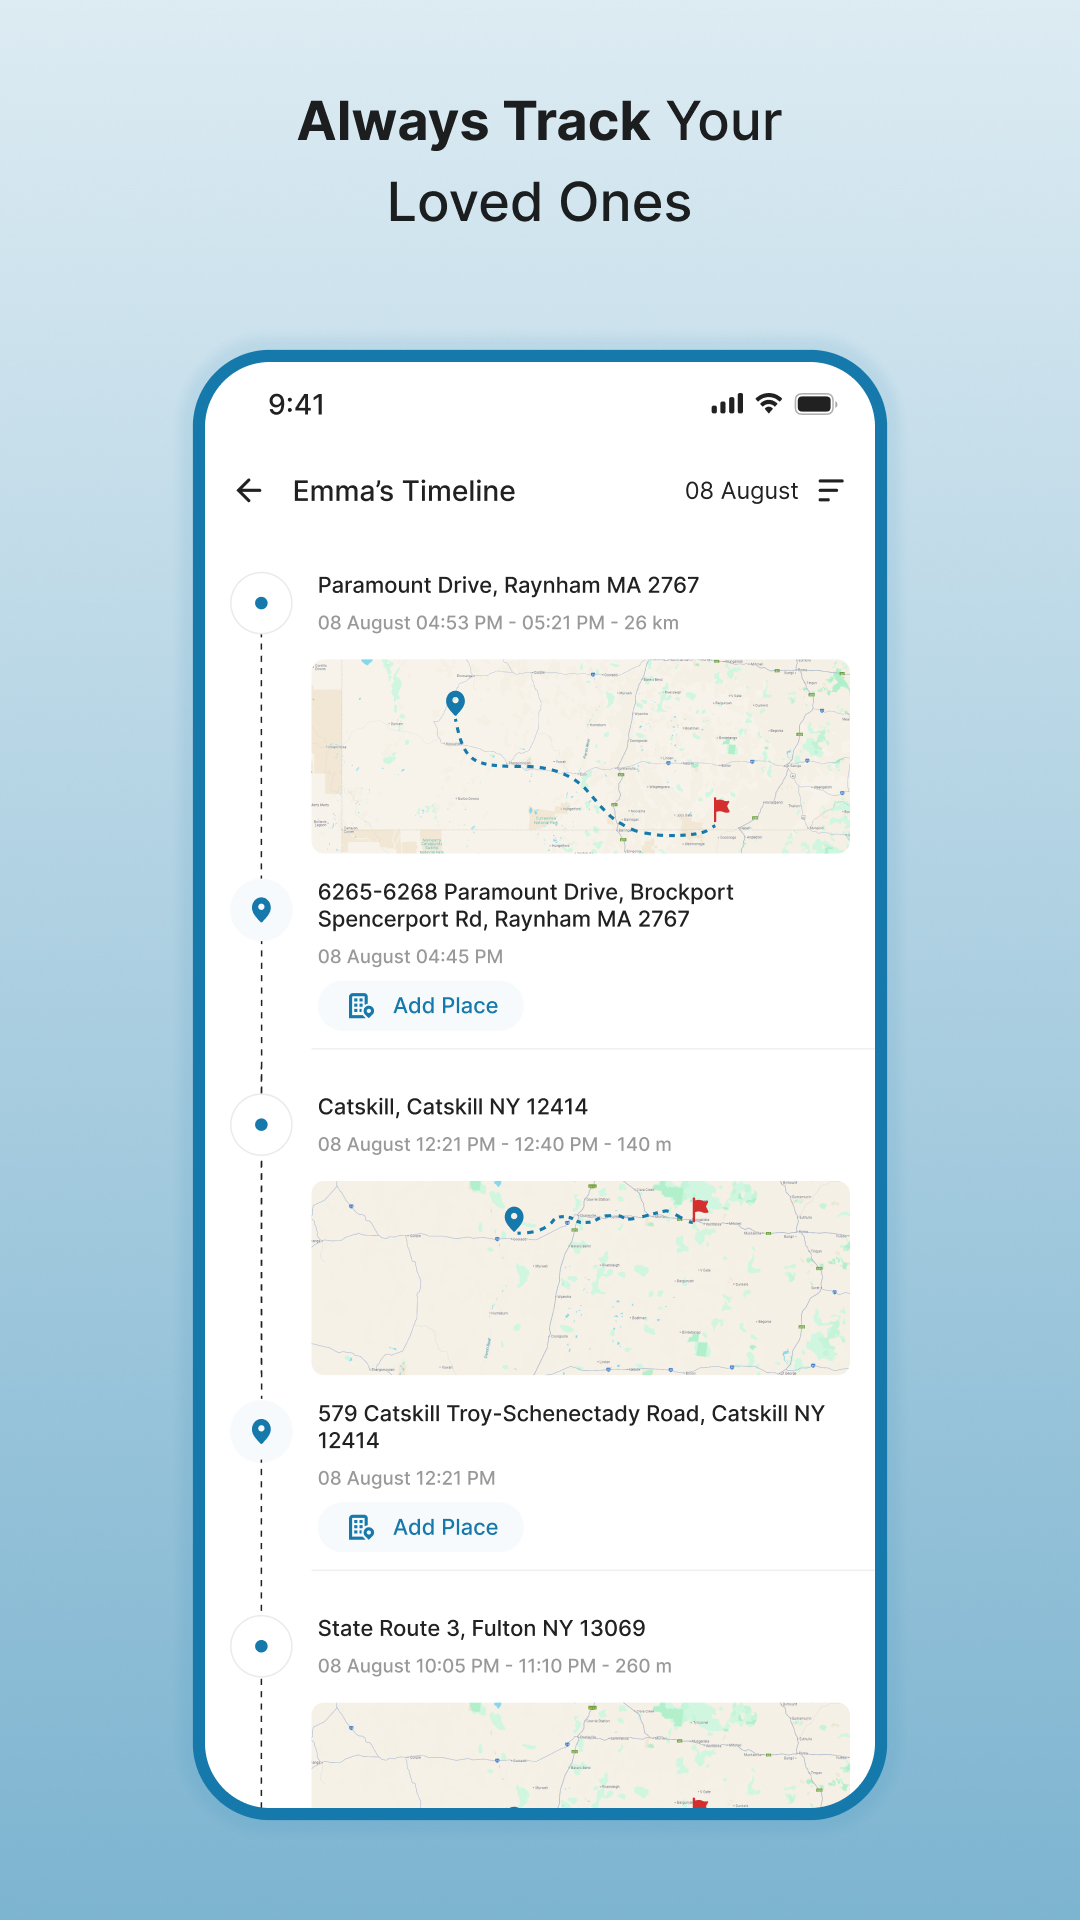 Always Track Your
Loved Ones
9:41
Emma’s Timeline
08 August
Paramount Drive, Raynham MA 2767
08 August 04:53 PM - 05:21 PM - 26 km
6265-6268 Paramount Drive, Brockport
Spencerport Rd, Raynham MA 2767
08 August 04:45 PM
Add Place
Catskill, Catskill NY 12414
08 August 12:21 PM - 12:40 PM - 140 m
579 Catskill Troy-Schenectady Road, Catskill NY
12414
08 August 12:21 PM
Add Place
State Route 3, Fulton NY 13069
08 August 10:05 PM - 11:10 PM - 260 m